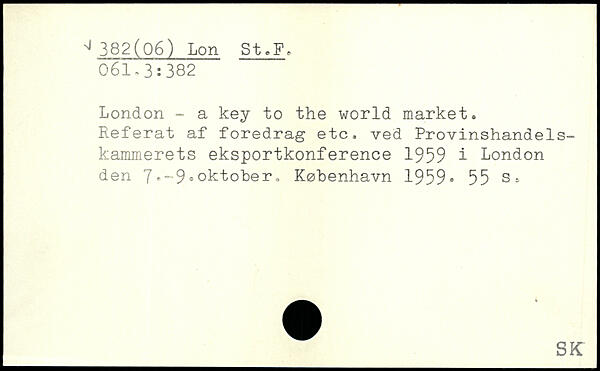 √ 382(06) Lon St.F.
061.3:382
London - a key to the world market.
Referat af foredrag etc. ved Provinshandels-
kammerets eksportkonference 1959 i London
den 7.-9.oktober. København 1959. 55 s.
SK